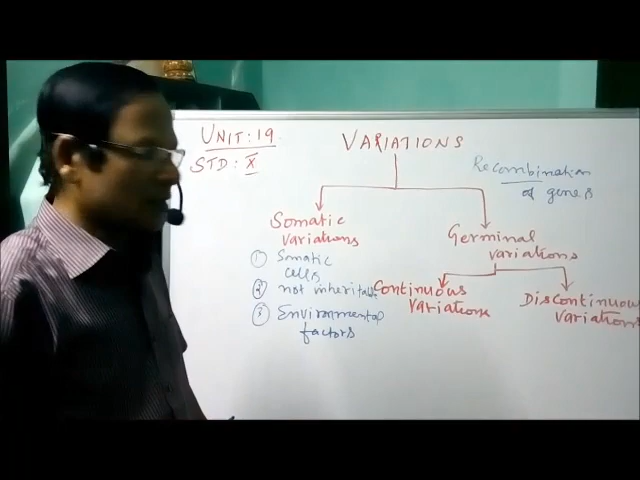 UNIT: 19
STD: X
VARIATIONS
Recombination
of genes
Somatic
variations
① Somatic
cells
② not inheritable
③ Environmental
factors
Germinal
variations
Continuous
variations
Discontinuous
variations